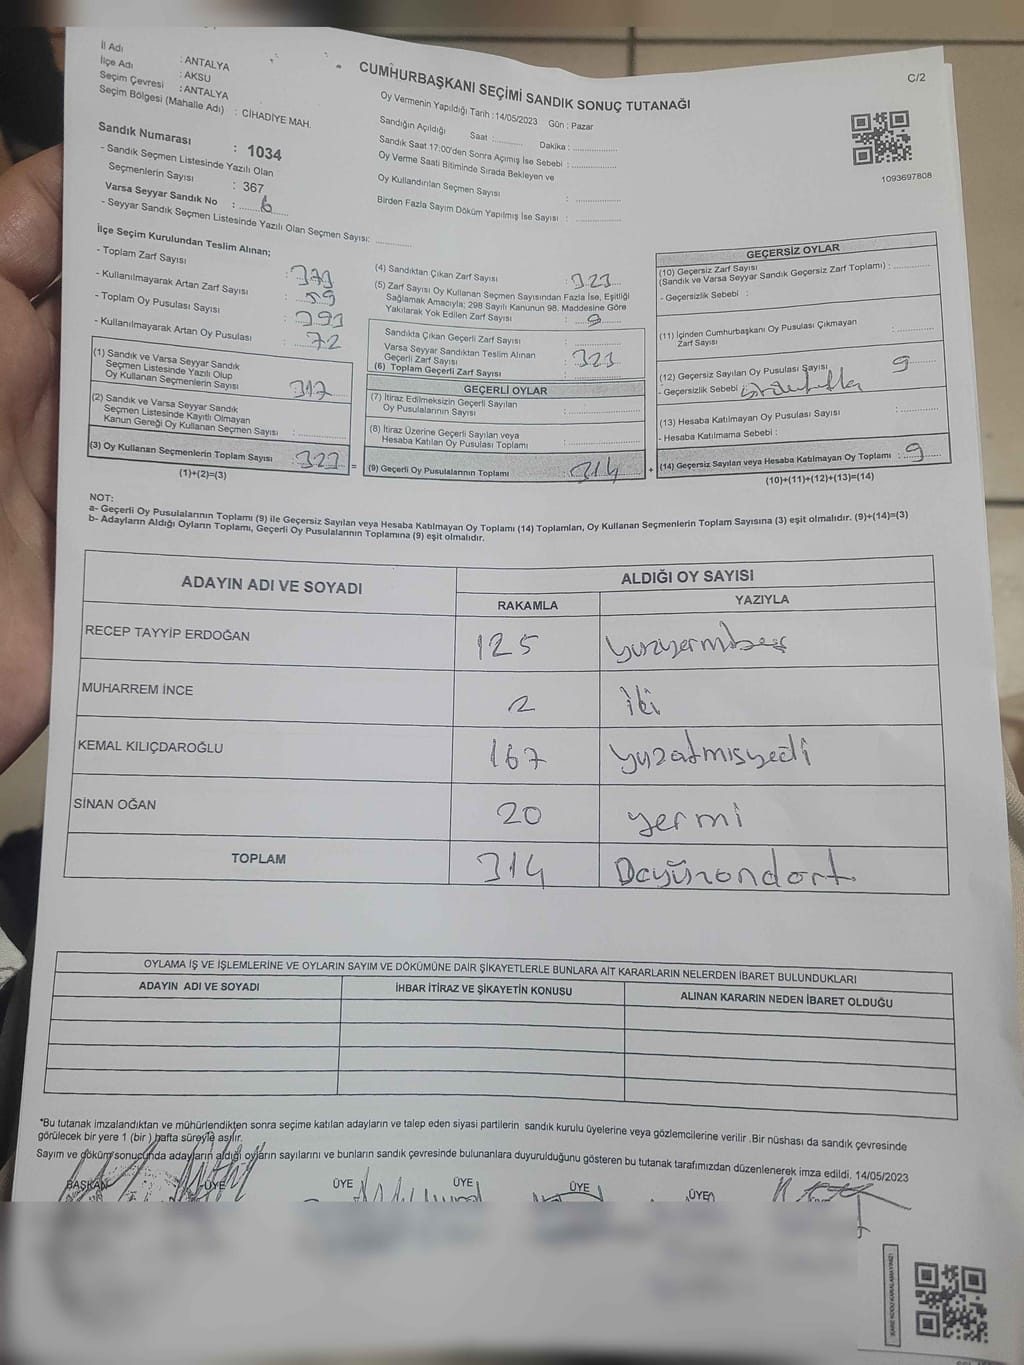 CUMHURBAŞKANI SEÇİMİ SANDIK SONUÇ TUTANAĞI
C/2
İl Adı : ANTALYA
İlçe Adı : AKSU
Seçim Çevresi : ANTALYA
Seçim Bölgesi (Mahalle Adı) : CİHADİYE MAH.
Sandık Numarası : 1034
- Sandık Seçmen Listesinde Yazılı Olan
Seçmenlerin Sayısı : 367
Varsa Seyyar Sandık No : 6
- Seyyar Sandık Seçmen Listesinde Yazılı Olan Seçmen Sayısı:
Oy Vermenin Yapıldığı Tarih :14/05/2023 Gün : Pazar
Sandığın Açıldığı Saat : Dakika :
Sandık Saat 17:00'den Sonra Açımış İse Sebebi :
Oy Verme Saati Bitiminde Sırada Bekleyen ve
Oy Kullandırılan Seçmen Sayısı :
Birden Fazla Sayım Döküm Yapılmış İse Sayısı :
1093697808
İlçe Seçim Kurulundan Teslim Alınan;
- Toplam Zarf Sayısı :
- Kullanılmayarak Artan Zarf Sayısı : 59
- Toplam Oy Pusulası Sayısı :
- Kullanılmayarak Artan Oy Pusulası : 72
(1) Sandık ve Varsa Seyyar Sandık
Seçmen Listesinde Yazılı Olup
Oy Kullanan Seçmenlerin Sayısı :
(2) Sandık ve Varsa Seyyar Sandık
Seçmen Listesinde Kayıtlı Olmayan
Kanun Gereği Oy Kullanan Seçmen Sayısı :
(3) Oy Kullanan Seçmenlerin Toplam Sayısı : 323 =
(1)+(2)=(3)
(4) Sandıktan Çıkan Zarf Sayısı : 323
(5) Zarf Sayısı Oy Kullanan Seçmen Sayısından Fazla İse, Eşitliği
Sağlamak Amacıyla; 298 Sayılı Kanunun 98. Maddesine Göre
Yakılarak Yok Edilen Zarf Sayısı : 9
Sandıkta Çıkan Geçerli Zarf Sayısı :
Varsa Seyyar Sandıktan Teslim Alınan
Geçerli Zarf Sayısı :
(6) Toplam Geçerli Zarf Sayısı 323
GEÇERLİ OYLAR
(7) İtiraz Edilmeksizin Geçerli Sayılan
Oy Pusulalarının Sayısı :
(8) İtiraz Üzerine Geçerli Sayılan veya
Hesaba Katılan Oy Pusulası Toplamı :
(9) Geçerli Oy Pusulalarının Toplamı 314 +
GEÇERSİZ OYLAR
(10) Geçersiz Zarf Sayısı
(Sandık ve Varsa Seyyar Sandık Geçersiz Zarf Toplamı) :
- Geçersizlik Sebebi :
(11) İçinden Cumhurbaşkanı Oy Pusulası Çıkmayan
Zarf Sayısı :
(12) Geçersiz Sayılan Oy Pusulası Sayısı 9
- Geçersizlik Sebebi
(13) Hesaba Katılmayan Oy Pusulası Sayısı :
- Hesaba Katılmama Sebebi :
(14) Geçersiz Sayılan veya Hesaba Katılmayan Oy Toplamı : 9
(10)+(11)+(12)+(13)=(14)
NOT:
a- Geçerli Oy Pusulalarının Toplamı (9) ile Geçersiz Sayılan veya Hesaba Katılmayan Oy Toplamı (14) Toplamları, Oy Kullanan Seçmenlerin Toplam Sayısına (3) eşit olmalıdır. (9)+(14)=(3)
b- Adayların Aldığı Oyların Toplamı, Geçerli Oy Pusulalarının Toplamına (9) eşit olmalıdır.
ADAYIN ADI VE SOYADI ALDIĞI OY SAYISI
RAKAMLA YAZIYLA
RECEP TAYYİP ERDOĞAN 125 yüzyermibeş
MUHARREM İNCE 2 iki
KEMAL KILIÇDAROĞLU 167 yuzatmısyedi
SİNAN OĞAN 20 yermi
TOPLAM 314
OYLAMA İŞ VE İŞLEMLERİNE VE OYLARIN SAYIM VE DÖKÜMÜNE DAİR ŞİKAYETLERLE BUNLARA AİT KARARLARIN NELERDEN İBARET BULUNDUKLARI
ADAYIN ADI VE SOYADI İHBAR İTİRAZ VE ŞİKAYETİN KONUSU ALINAN KARARIN NEDEN İBARET OLDUĞU
*Bu tutanak imzalandıktan ve mühürlendikten sonra seçime katılan adayların ve talep eden siyasi partilerin sandık kurulu üyelerine veya gözlemcilerine verilir .Bir nüshası da sandık çevresinde
görülecek bir yere 1 (bir ) hafta süreyle asılır.
Sayım ve döküm sonucunda adayların aldığı oyların sayılarını ve bunların sandık çevresinde bulunanlara duyurulduğunu gösteren bu tutanak tarafımızdan düzenlenerek imza edildi. 14/05/2023
BAŞKAN ÜYE ÜYE ÜYE ÜYE ÜYE